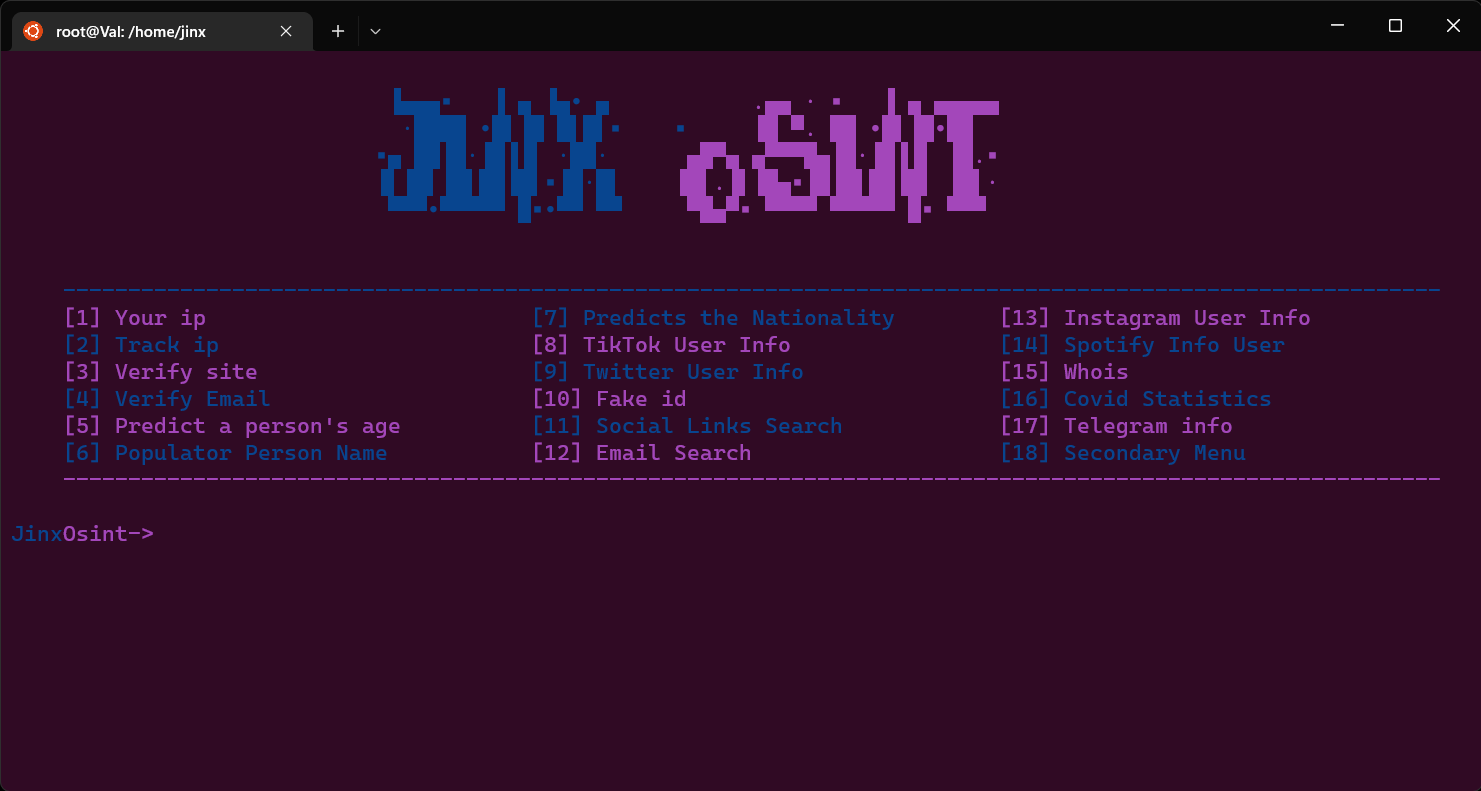 root@Val: /home/jinx
JINX OSINT
[1] Your ip [7] Predicts the Nationality [13] Instagram User Info
[2] Track ip [8] TikTok User Info [14] Spotify Info User
[3] Verify site [9] Twitter User Info [15] Whois
[4] Verify Email [10] Fake id [16] Covid Statistics
[5] Predict a person's age [11] Social Links Search [17] Telegram info
[6] Populator Person Name [12] Email Search [18] Secondary Menu
JinxOsint->